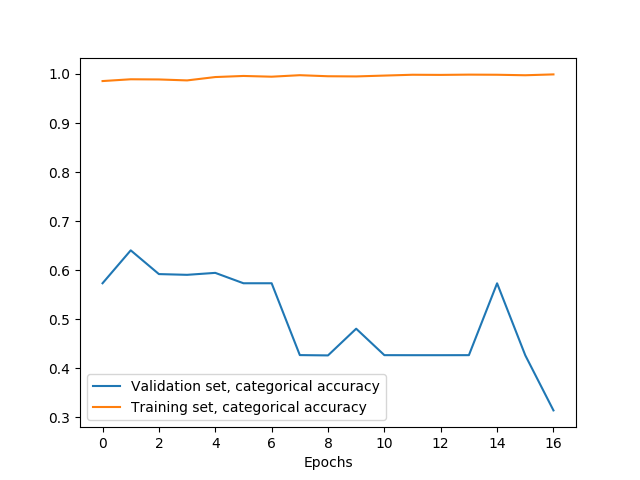 1.0
0.9
0.8
0.7
0.6
0.5
0.4
0.3
Validation set, categorical accuracy
Training set, categorical accuracy
0 2 4 6 8 10 12 14 16
Epochs